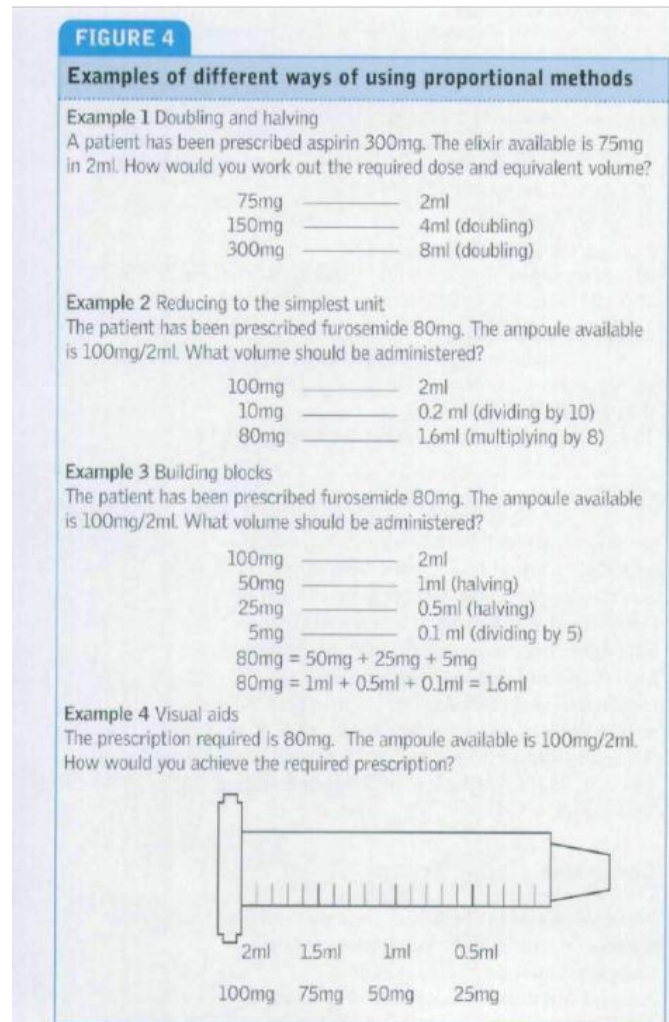 FIGURE 4
Examples of different ways of using proportional methods
Example 1 Doubling and halving
A patient has been prescribed aspirin 300mg. The elixir available is 75mg
in 2ml. How would you work out the required dose and equivalent volume?
75mg 2ml
150mg 4ml (doubling)
300mg 8ml (doubling)
Example 2 Reducing to the simplest unit
The patient has been prescribed furosemide 80mg. The ampoule available
is 100mg/2ml. What volume should be administered?
100mg 2ml
10mg 0.2 ml (dividing by 10)
80mg 1.6ml (multiplying by 8)
Example 3 Building blocks
The patient has been prescribed furosemide 80mg. The ampoule available
is 100mg/2ml. What volume should be administered?
100mg 2ml
50mg 1ml (halving)
25mg 0.5ml (halving)
5mg 0.1 ml (dividing by 5)
80mg = 50mg + 25mg + 5mg
80mg = 1ml + 0.5ml + 0.1ml = 1.6ml
Example 4 Visual aids
The prescription required is 80mg. The ampoule available is 100mg/2ml.
How would you achieve the required prescription?
2ml 1.5ml 1ml 0.5ml
100mg 75mg 50mg 25mg